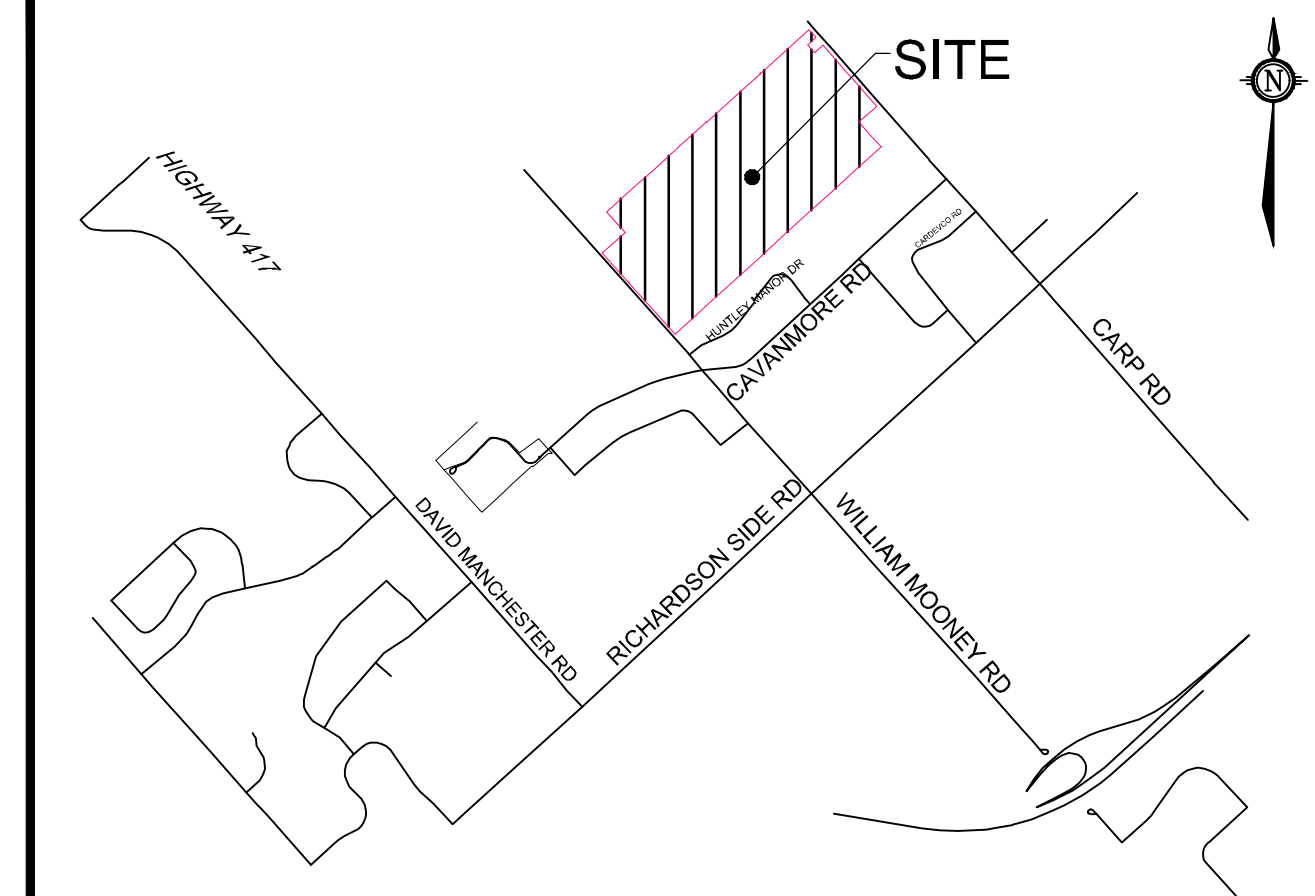 SITE
N
HIGHWAY 417
CARDEVCO RD
HUNTLEY MANOR DR
CAVANMORE RD
CARP RD
DAVID MANCHESTER RD
RICHARDSON SIDE RD
WILLIAM MOONEY RD